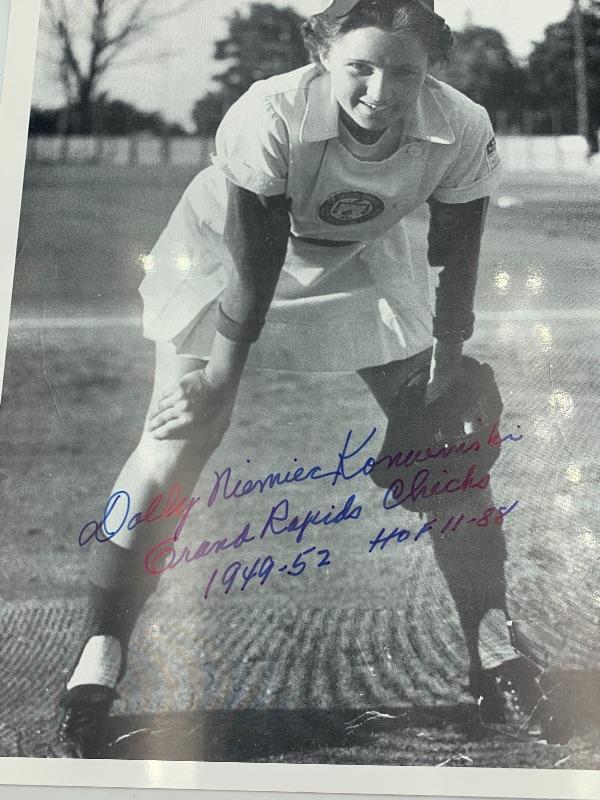 Dolly Niemiec Konwinski
Grand Rapids Chicks
1949-52 HOF 11-88